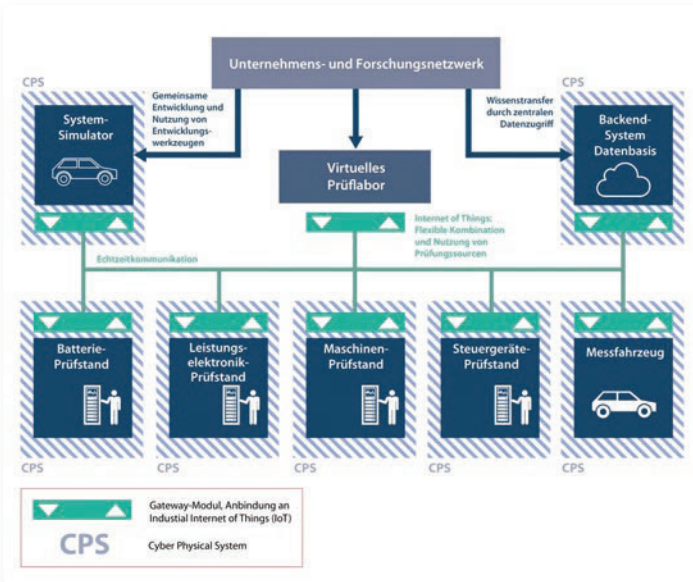 Unternehmens- und Forschungsnetzwerk
CPS
CPS
System-
Simulator
Gemeinsame
Entwicklung und
Nutzung von
Entwicklungs-
werkzeugen
Wissenstransfer
durch zentralen
Datenzugriff
Backend-
System
Datenbasis
Virtuelles
Prüflabor
Internet of Things:
Flexible Kombination
und Nutzung von
Prüfungssourcen
Echtzeitkommunikation
Batterie-
Prüfstand
Leistungs-
elektronik-
Prüfstand
Maschinen-
Prüfstand
Steuergeräte-
Prüfstand
Messfahrzeug
CPS
CPS
CPS
CPS
CPS
Gateway-Modul, Anbindung an
Industial Internet of Things (IoT)
CPS
Cyber Physical System